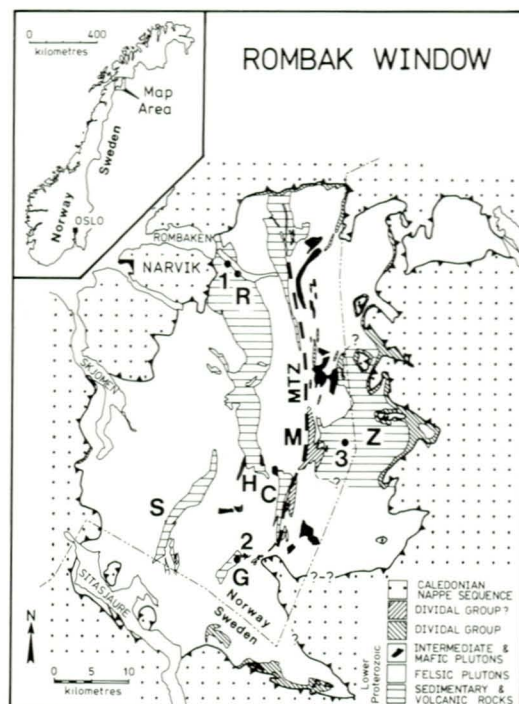 0 400
kilometres
Map
Area
Norway
Sweden
OSLO
ROMBAK WINDOW
ROMBAKEN
NARVIK
1
R
SKJOMEN
MTZ
?
M
Z
3
H
C
S
?
2
G
?-?
SITASJAURE
Norway
Sweden
N
0 5 10
kilometres
CALEDONIAN
NAPPE SEQUENCE
DIVIDAL GROUP?
DIVIDAL GROUP
INTERMEDIATE &
MAFIC PLUTONS
FELSIC PLUTONS
SEDIMENTARY &
VOLCANIC ROCKS
Lower
Proterozoic